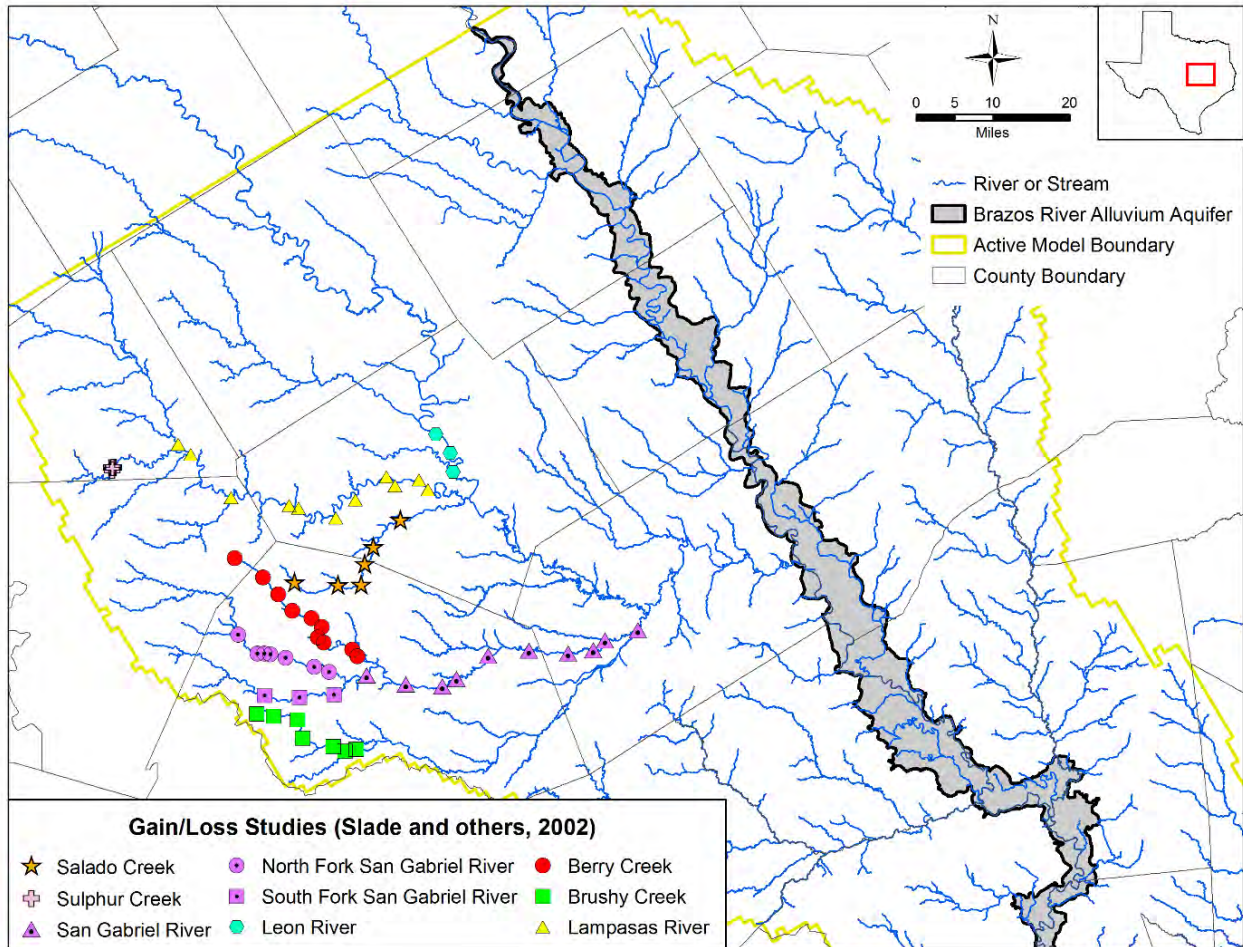 N
0 5 10 20
Miles
River or Stream
Brazos River Alluvium Aquifer
Active Model Boundary
County Boundary
Gain/Loss Studies (Slade and others, 2002)
Salado Creek
North Fork San Gabriel River
Berry Creek
Sulphur Creek
South Fork San Gabriel River
Brushy Creek
San Gabriel River
Leon River
Lampasas River